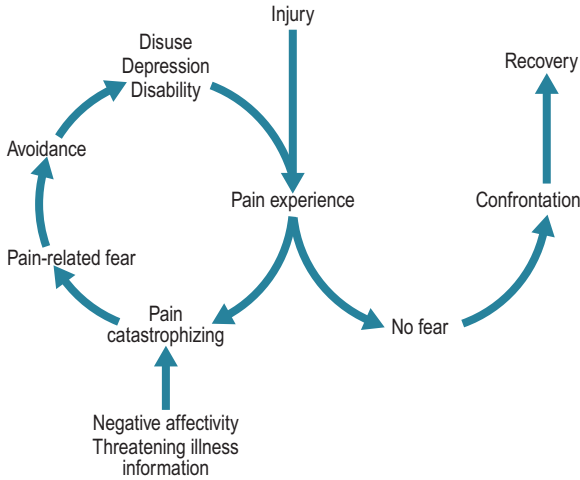 Injury
Disuse
Depression
Disability
Recovery
Avoidance
Pain experience
Confrontation
Pain-related fear
Pain
catastrophizing
No fear
Negative affectivity
Threatening illness
information